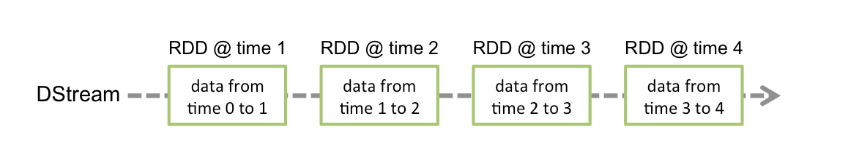 RDD @ time 1
RDD @ time 2
RDD @ time 3
RDD @ time 4
DStream
data from
time 0 to 1
data from
time 1 to 2
data from
time 2 to 3
data from
time 3 to 4